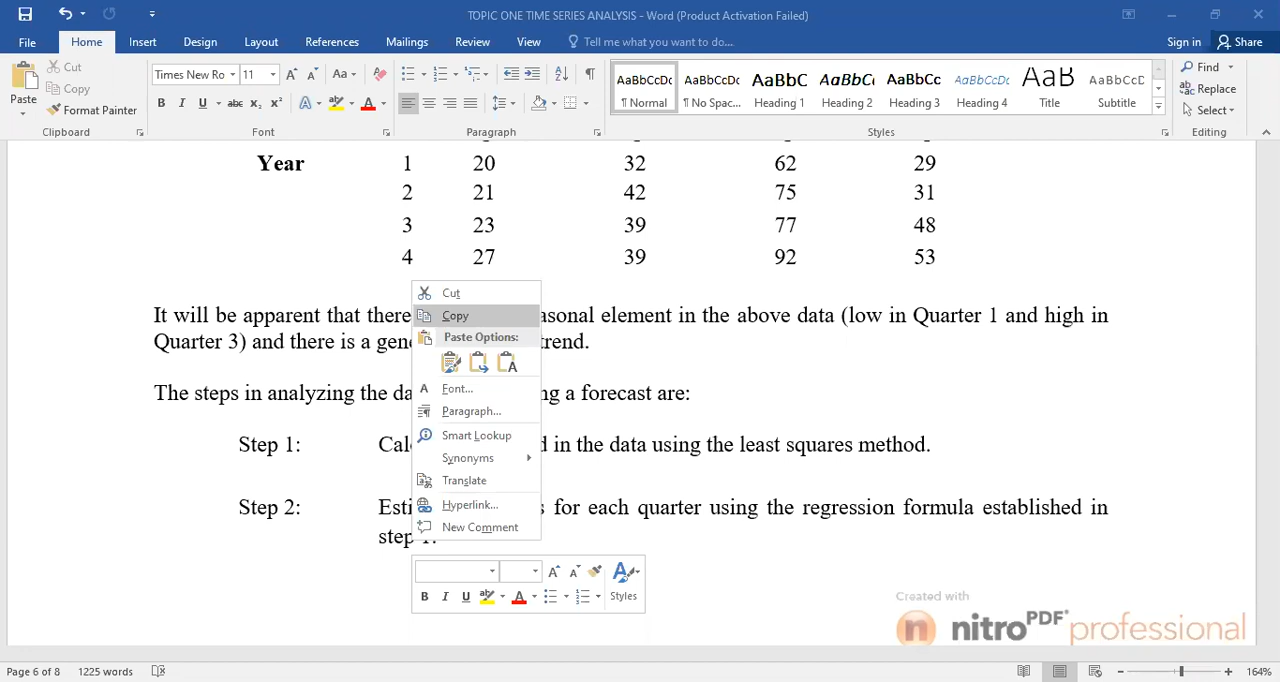 TOPIC ONE TIME SERIES ANALYSIS - Word (Product Activation Failed)
File Home Insert Design Layout References Mailings Review View Tell me what you want to do... Sign in Share
Paste
Cut
Copy
Format Painter
Clipboard
Times New Ro 11
Font
Paragraph
AaBbCcDc AaBbCcDc AaBbC AaBbC AaBbCc AaBbCcDc AaB AaBbCcD
¶ Normal ¶ No Spac... Heading 1 Heading 2 Heading 3 Heading 4 Title Subtitle
Styles
Find
Replace
Select
Editing
Year 1 20 32 62 29
2 21 42 75 31
3 23 39 77 48
4 27 39 92 53
It will be apparent that there asonal element in the above data (low in Quarter 1 and high in
Quarter 3) and there is a gen trend.
The steps in analyzing the da ng a forecast are:
Step 1: Calc d in the data using the least squares method.
Step 2: Esti s for each quarter using the regression formula established in
step 1.
Cut
Copy
Paste Options:
Font...
Paragraph...
Smart Lookup
Synonyms
Translate
Hyperlink...
New Comment
Styles
Created with
nitroPDF professional
Page 6 of 8 1225 words 164%